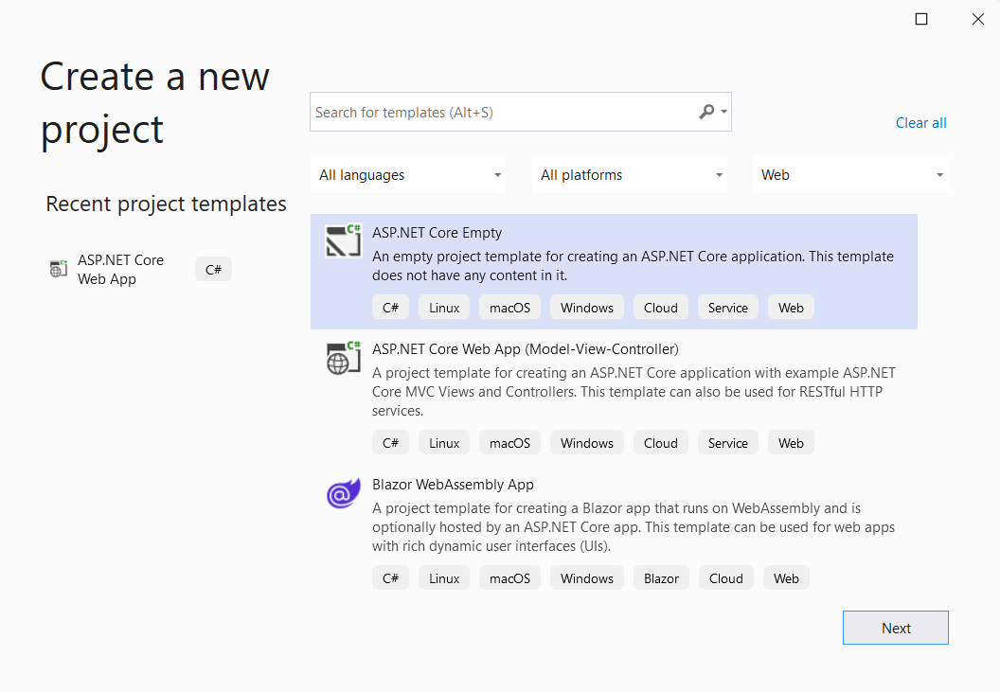 Create a new
project
Search for templates (Alt+S)
Clear all
All languages
All platforms
Web
Recent project templates
ASP.NET Core
Web App
C#
C#
ASP.NET Core Empty
An empty project template for creating an ASP.NET Core application. This template
does not have any content in it.
C# Linux macOS Windows Cloud Service Web
C#
ASP.NET Core Web App (Model-View-Controller)
A project template for creating an ASP.NET Core application with example ASP.NET
Core MVC Views and Controllers. This template can also be used for RESTful HTTP
services.
C# Linux macOS Windows Cloud Service Web
@
Blazor WebAssembly App
A project template for creating a Blazor app that runs on WebAssembly and is
optionally hosted by an ASP.NET Core app. This template can be used for web apps
with rich dynamic user interfaces (UIs).
C# Linux macOS Windows Blazor Cloud Web
Next